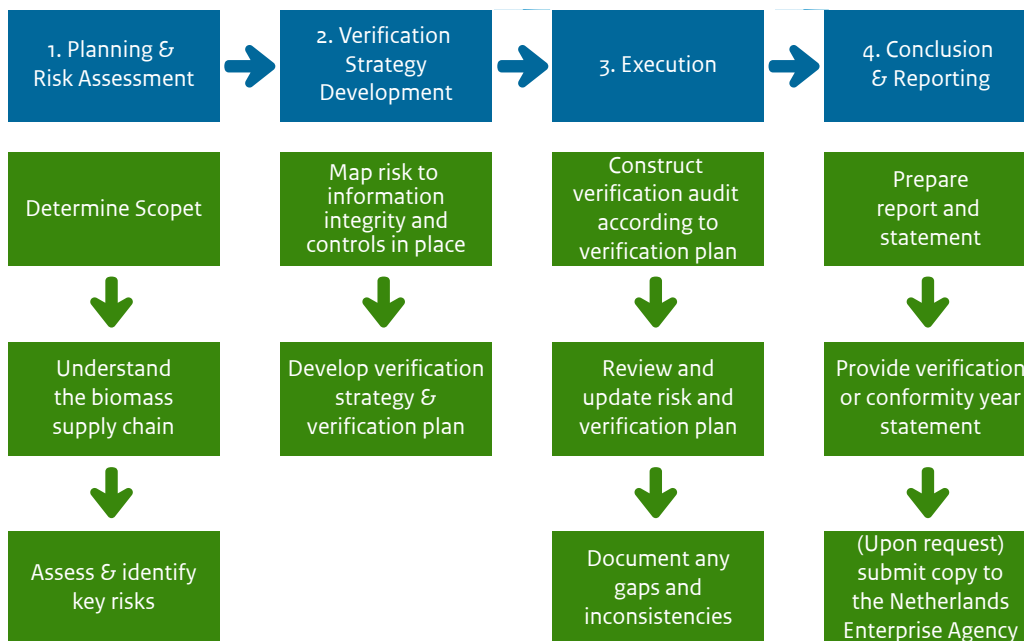 1. Planning &
Risk Assessment
2. Verification
Strategy
Development
3. Execution
4. Conclusion
& Reporting
Determine Scopet
Understand
the biomass
supply chain
Assess & identify
key risks
Map risk to
information
integrity and
controls in place
Develop verification
strategy &
verification plan
Construct
verification audit
according to
verification plan
Review and
update risk and
verification plan
Document any
gaps and
inconsistencies
Prepare
report and
statement
Provide verification
or conformity year
statement
(Upon request)
submit copy to
the Netherlands
Enterprise Agency